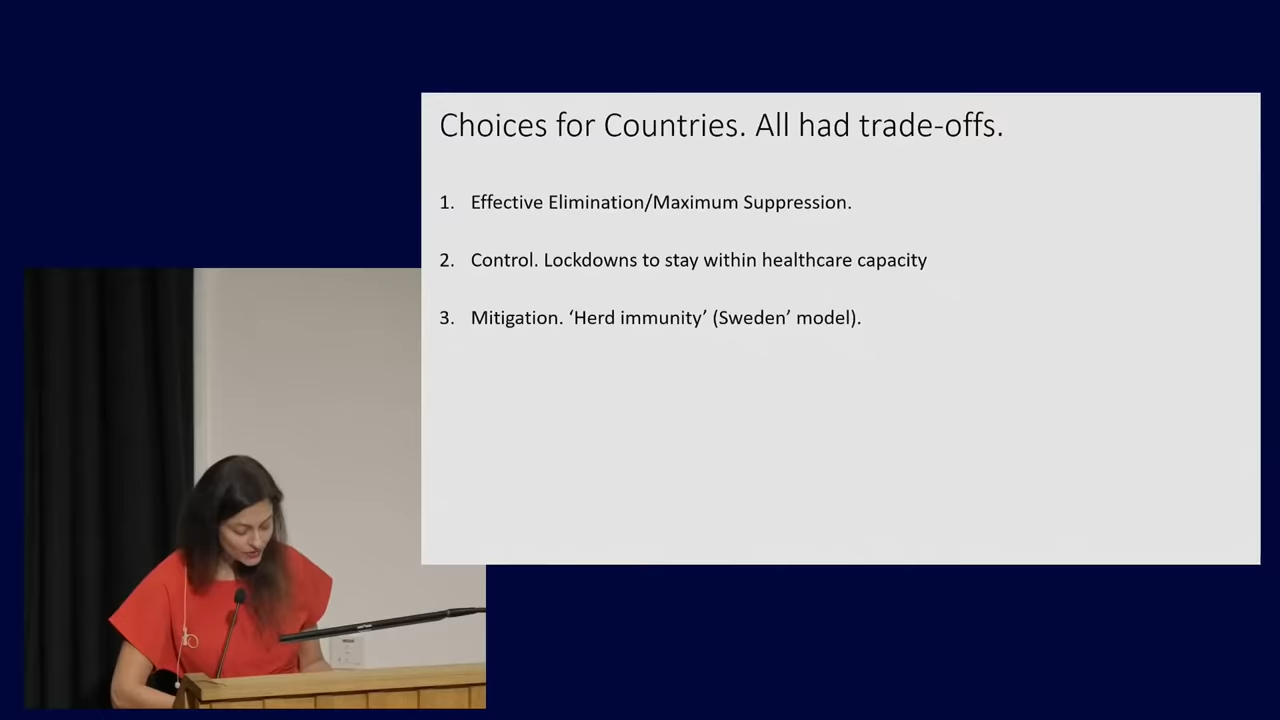 Choices for Countries. All had trade-offs.
1. Effective Elimination/Maximum Suppression.
2. Control. Lockdowns to stay within healthcare capacity
3. Mitigation. ‘Herd immunity’ (Sweden’ model).